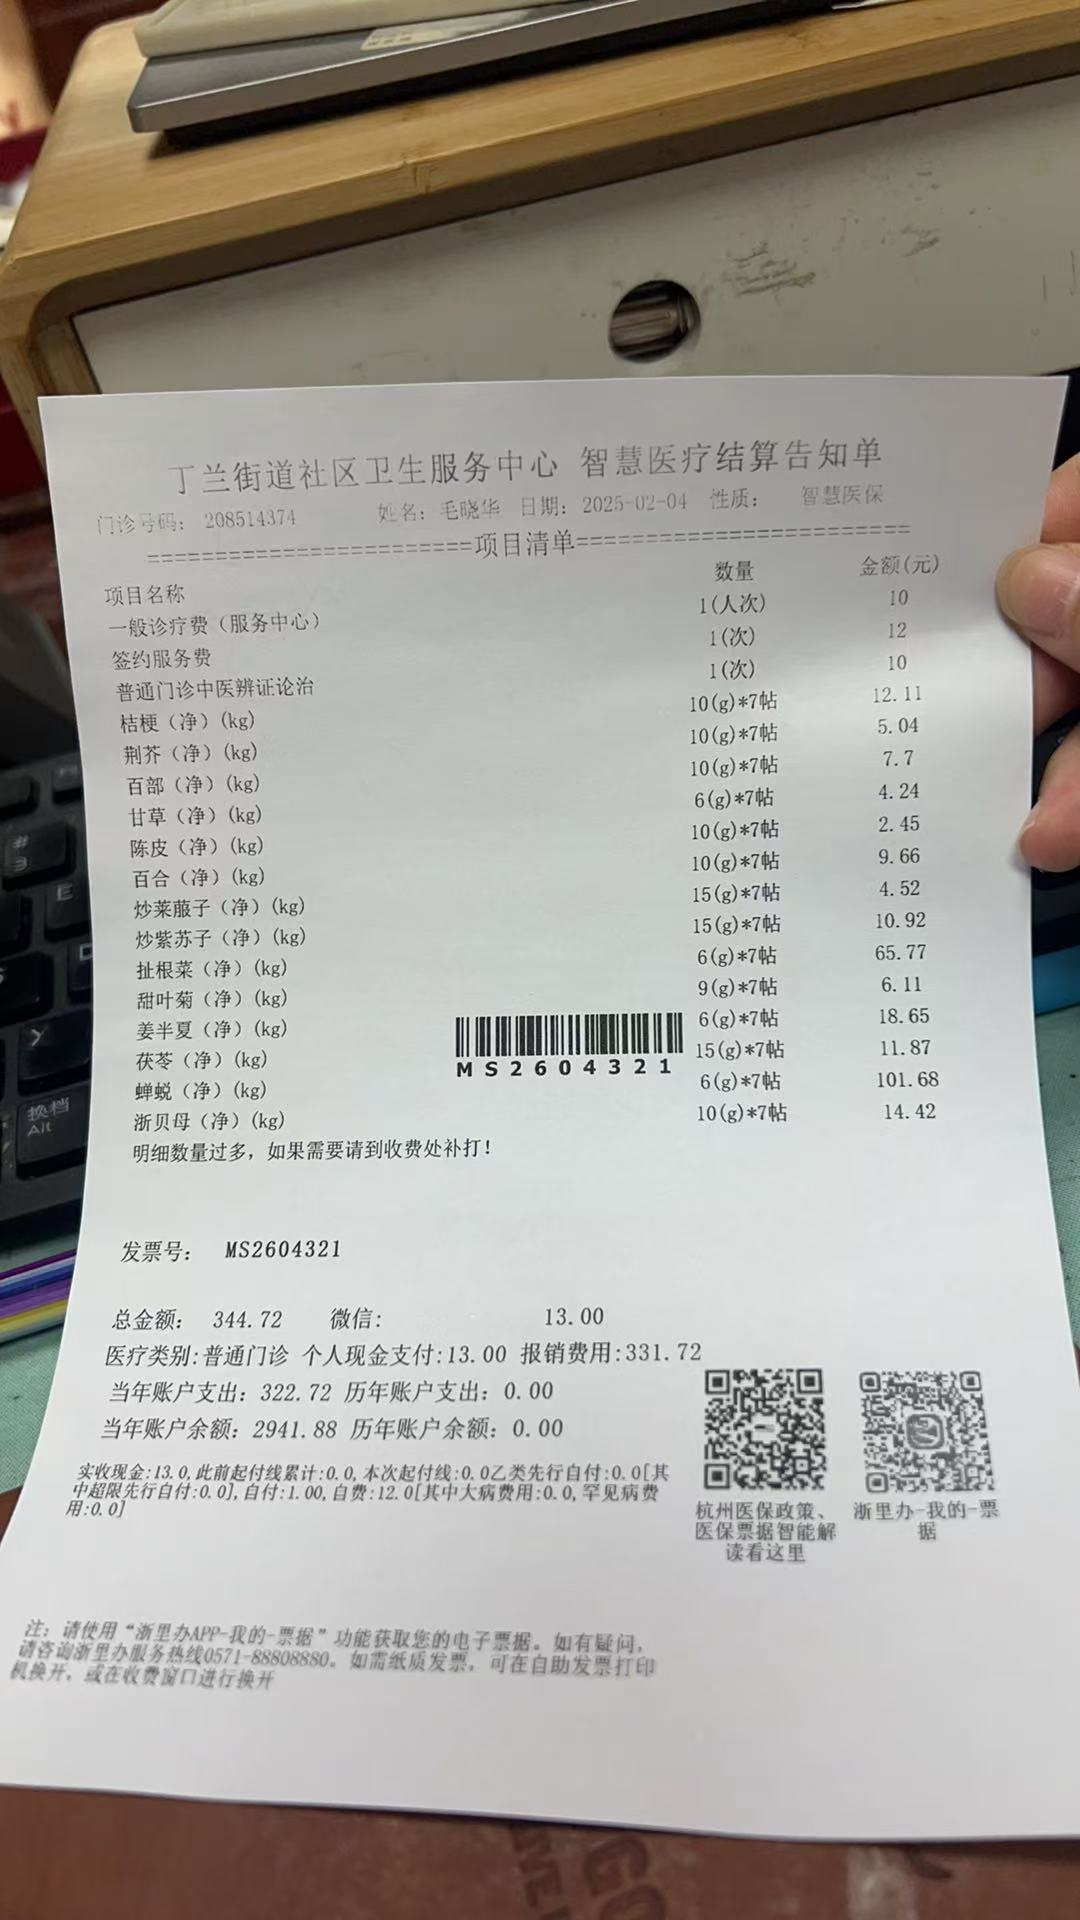 丁兰街道社区卫生服务中心 智慧医疗结算告知单
门诊号码： 208514374 姓名：毛晓华 日期：2025-02-04 性质： 智慧医保
========================项目清单========================
项目名称 数量 金额(元)
一般诊疗费（服务中心） 1(人次) 10
签约服务费 1(次) 12
普通门诊中医辨证论治 1(次) 10
桔梗（净）(kg) 10(g)*7帖 12.11
荆芥（净）(kg) 10(g)*7帖 5.04
百部（净）(kg) 10(g)*7帖 7.7
甘草（净）(kg) 6(g)*7帖 4.24
陈皮（净）(kg) 10(g)*7帖 2.45
百合（净）(kg) 10(g)*7帖 9.66
炒莱菔子（净）(kg) 15(g)*7帖 4.52
炒紫苏子（净）(kg) 15(g)*7帖 10.92
扯根菜（净）(kg) 6(g)*7帖 65.77
甜叶菊（净）(kg) 9(g)*7帖 6.11
姜半夏（净）(kg) 6(g)*7帖 18.65
茯苓（净）(kg) 15(g)*7帖 11.87
蝉蜕（净）(kg) 6(g)*7帖 101.68
浙贝母（净）(kg) 10(g)*7帖 14.42
MS2604321
明细数量过多，如果需要请到收费处补打！
发票号： MS2604321
总金额： 344.72 微信： 13.00
医疗类别:普通门诊 个人现金支付:13.00 报销费用:331.72
当年账户支出：322.72 历年账户支出：0.00
当年账户余额：2941.88 历年账户余额：0.00
实收现金:13.0,此前起付线累计:0.0,本次起付线:0.0乙类先行自付:0.0[其
中超限先行自付:0.0],自付:1.00,自费:12.0[其中大病费用:0.0,罕见病费
用:0.0]
杭州医保政策、
医保票据智能解
读看这里
浙里办-我的-票
据
注：请使用“浙里办APP-我的-票据”功能获取您的电子票据。如有疑问，
请咨询浙里办服务热线0571-88808880。如需纸质发票，可在自助发票打印
机换开，或在收费窗口进行换开
#
3
E
D
Y
换档
Alt